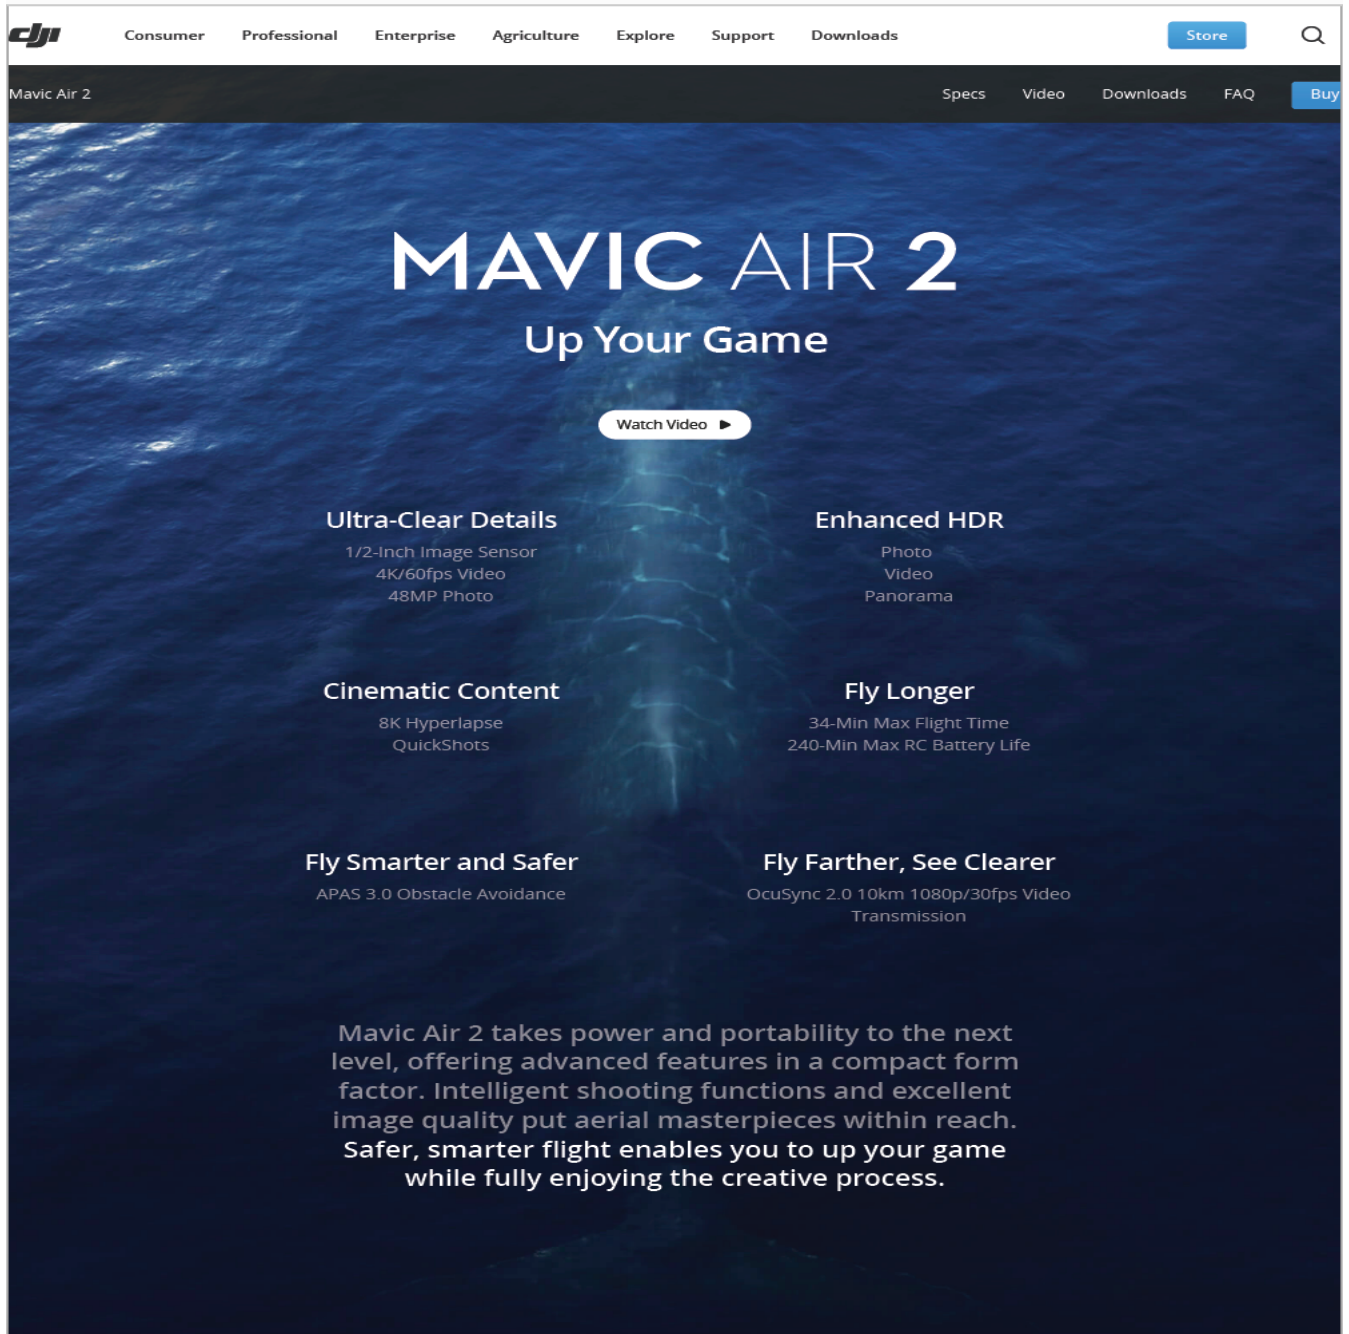 dji
Consumer Professional Enterprise Agriculture Explore Support Downloads Store
Mavic Air 2 Specs Video Downloads FAQ Buy
MAVIC AIR 2
Up Your Game
Watch Video
Ultra-Clear Details
1/2-Inch Image Sensor
4K/60fps Video
48MP Photo
Enhanced HDR
Photo
Video
Panorama
Cinematic Content
8K Hyperlapse
QuickShots
Fly Longer
34-Min Max Flight Time
240-Min Max RC Battery Life
Fly Smarter and Safer
APAS 3.0 Obstacle Avoidance
Fly Farther, See Clearer
OcuSync 2.0 10km 1080p/30fps Video
Transmission
Mavic Air 2 takes power and portability to the next
level, offering advanced features in a compact form
factor. Intelligent shooting functions and excellent
image quality put aerial masterpieces within reach.
Safer, smarter flight enables you to up your game
while fully enjoying the creative process.